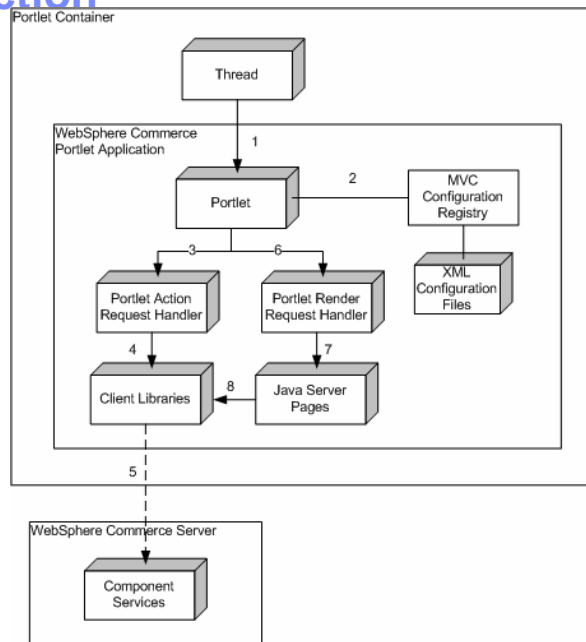 Portlet Container
Thread
1
WebSphere Commerce
Portlet Application
Portlet
2
MVC
Configuration
Registry
XML
Configuration
Files
3
6
Portlet Action
Request Handler
Portlet Render
Request Handler
4
7
Client Libraries
8
Java Server
Pages
5
WebSphere Commerce Server
Component
Services